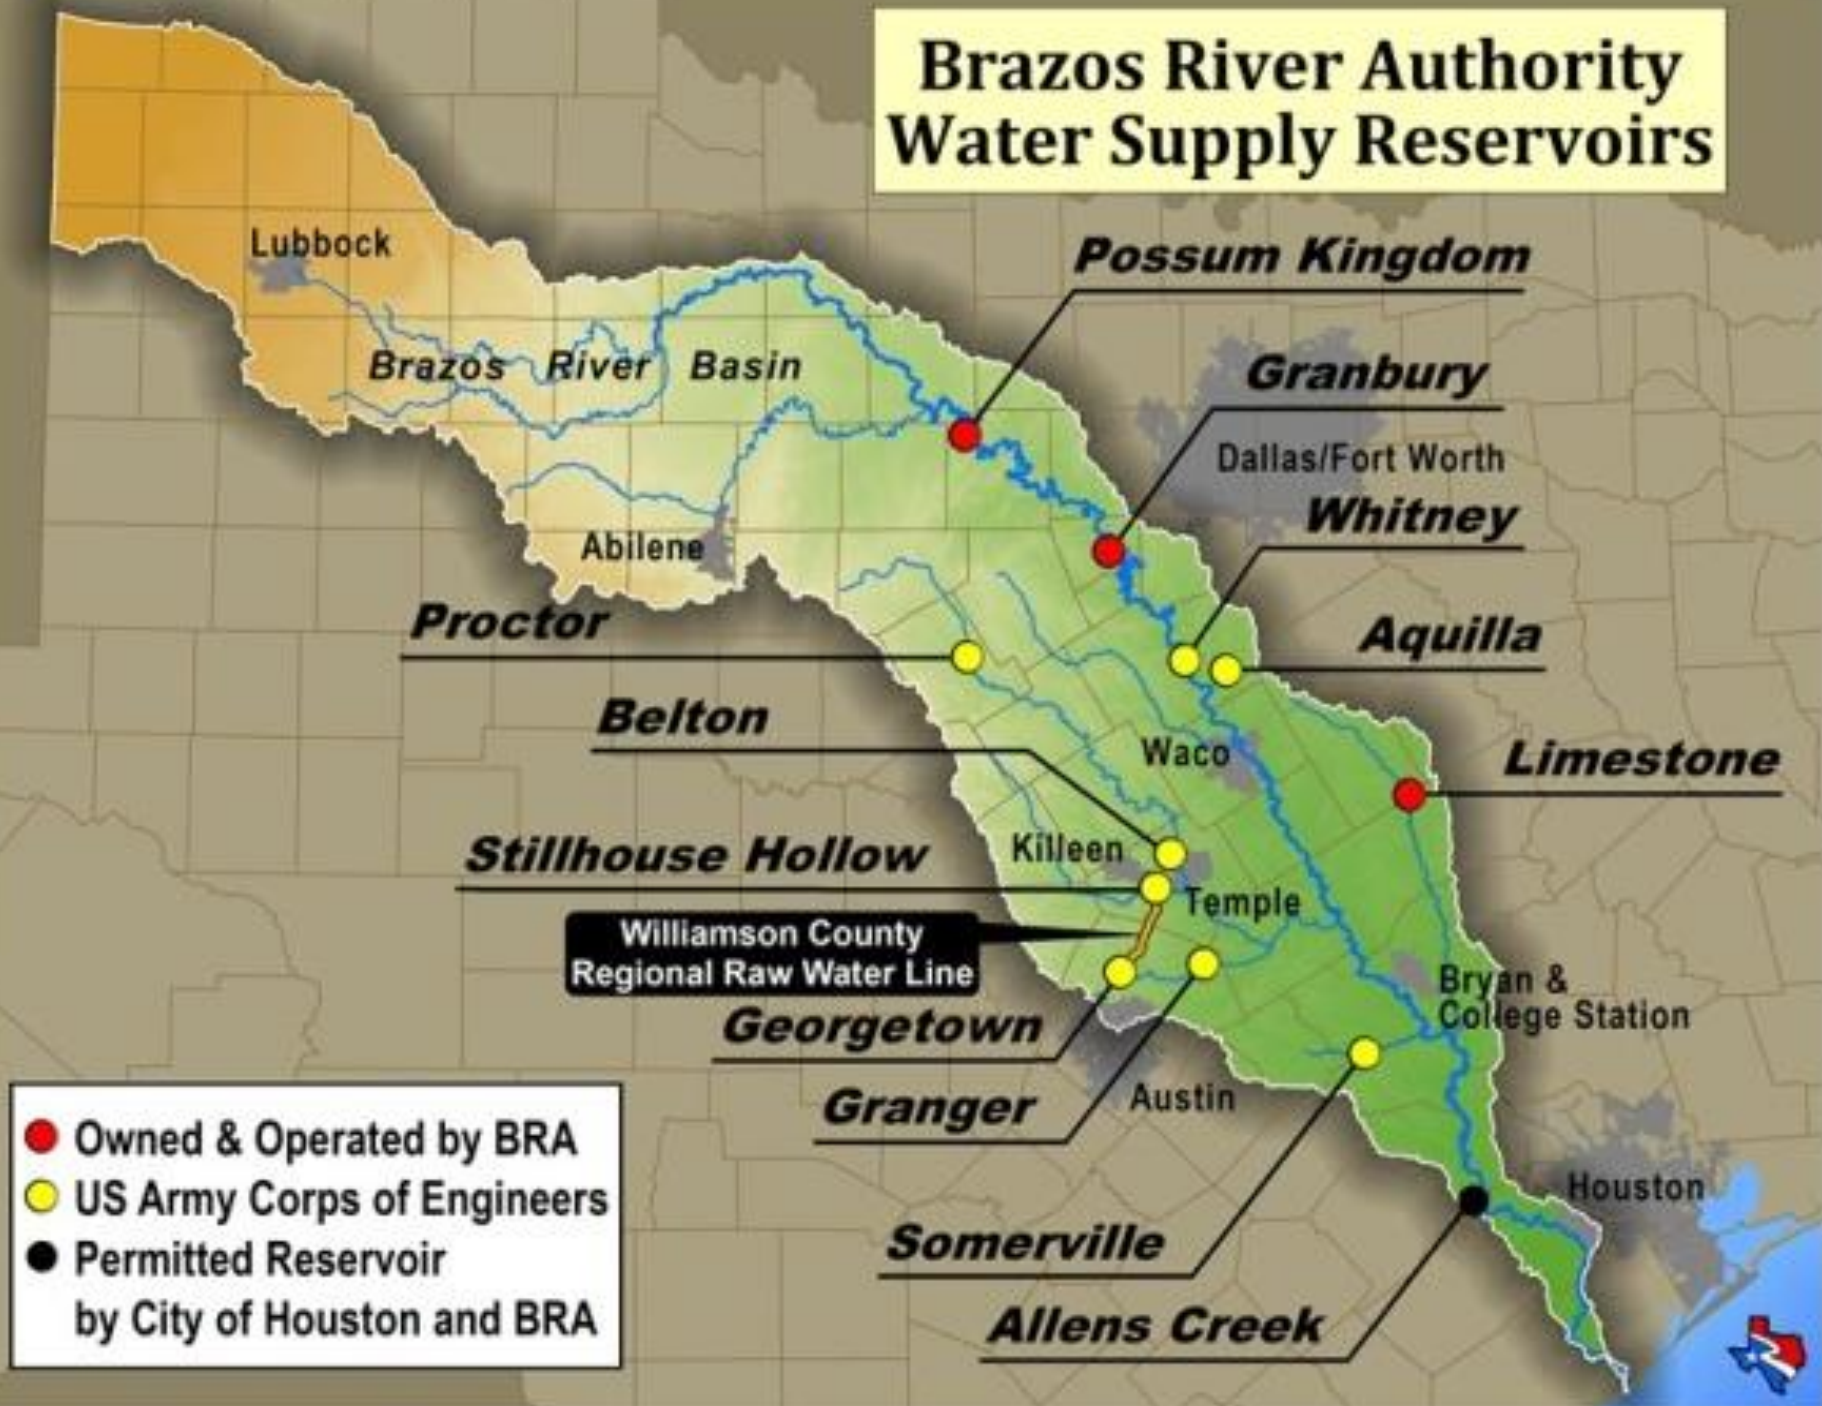 Brazos River Authority
Water Supply Reservoirs
Lubbock
Possum Kingdom
Brazos River Basin
Granbury
Dallas/Fort Worth
Whitney
Abilene
Proctor
Aquilla
Belton
Waco
Limestone
Stillhouse Hollow
Killeen
Temple
Williamson County
Regional Raw Water Line
Bryan &
College Station
Georgetown
Granger
Austin
Owned & Operated by BRA
US Army Corps of Engineers
Permitted Reservoir
by City of Houston and BRA
Houston
Somerville
Allens Creek